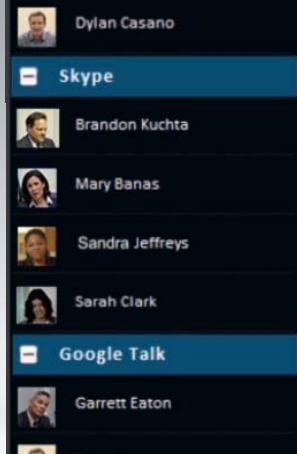 Dylan Casano
Skype
Brandon Kuchta
Mary Banas
Sandra Jeffreys
Sarah Clark
Google Talk
Garrett Eaton